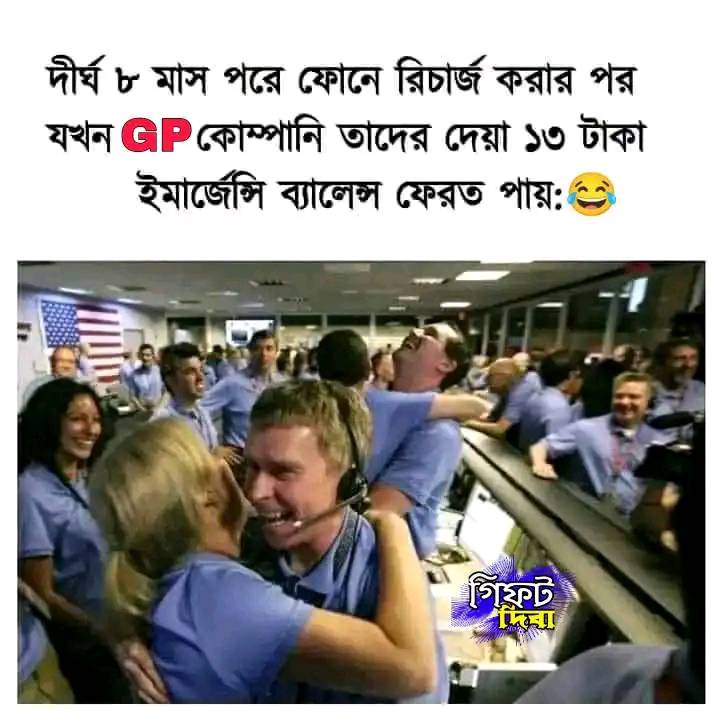 দীর্ঘ ৮ মাস পরে ফোনে রিচার্জ করার পর
যখন GP কোম্পানি তাদের দেয়া ১৩ টাকা
ইমার্জেন্সি ব্যালেন্স ফেরত পায়:😂
গিফট
দিবা